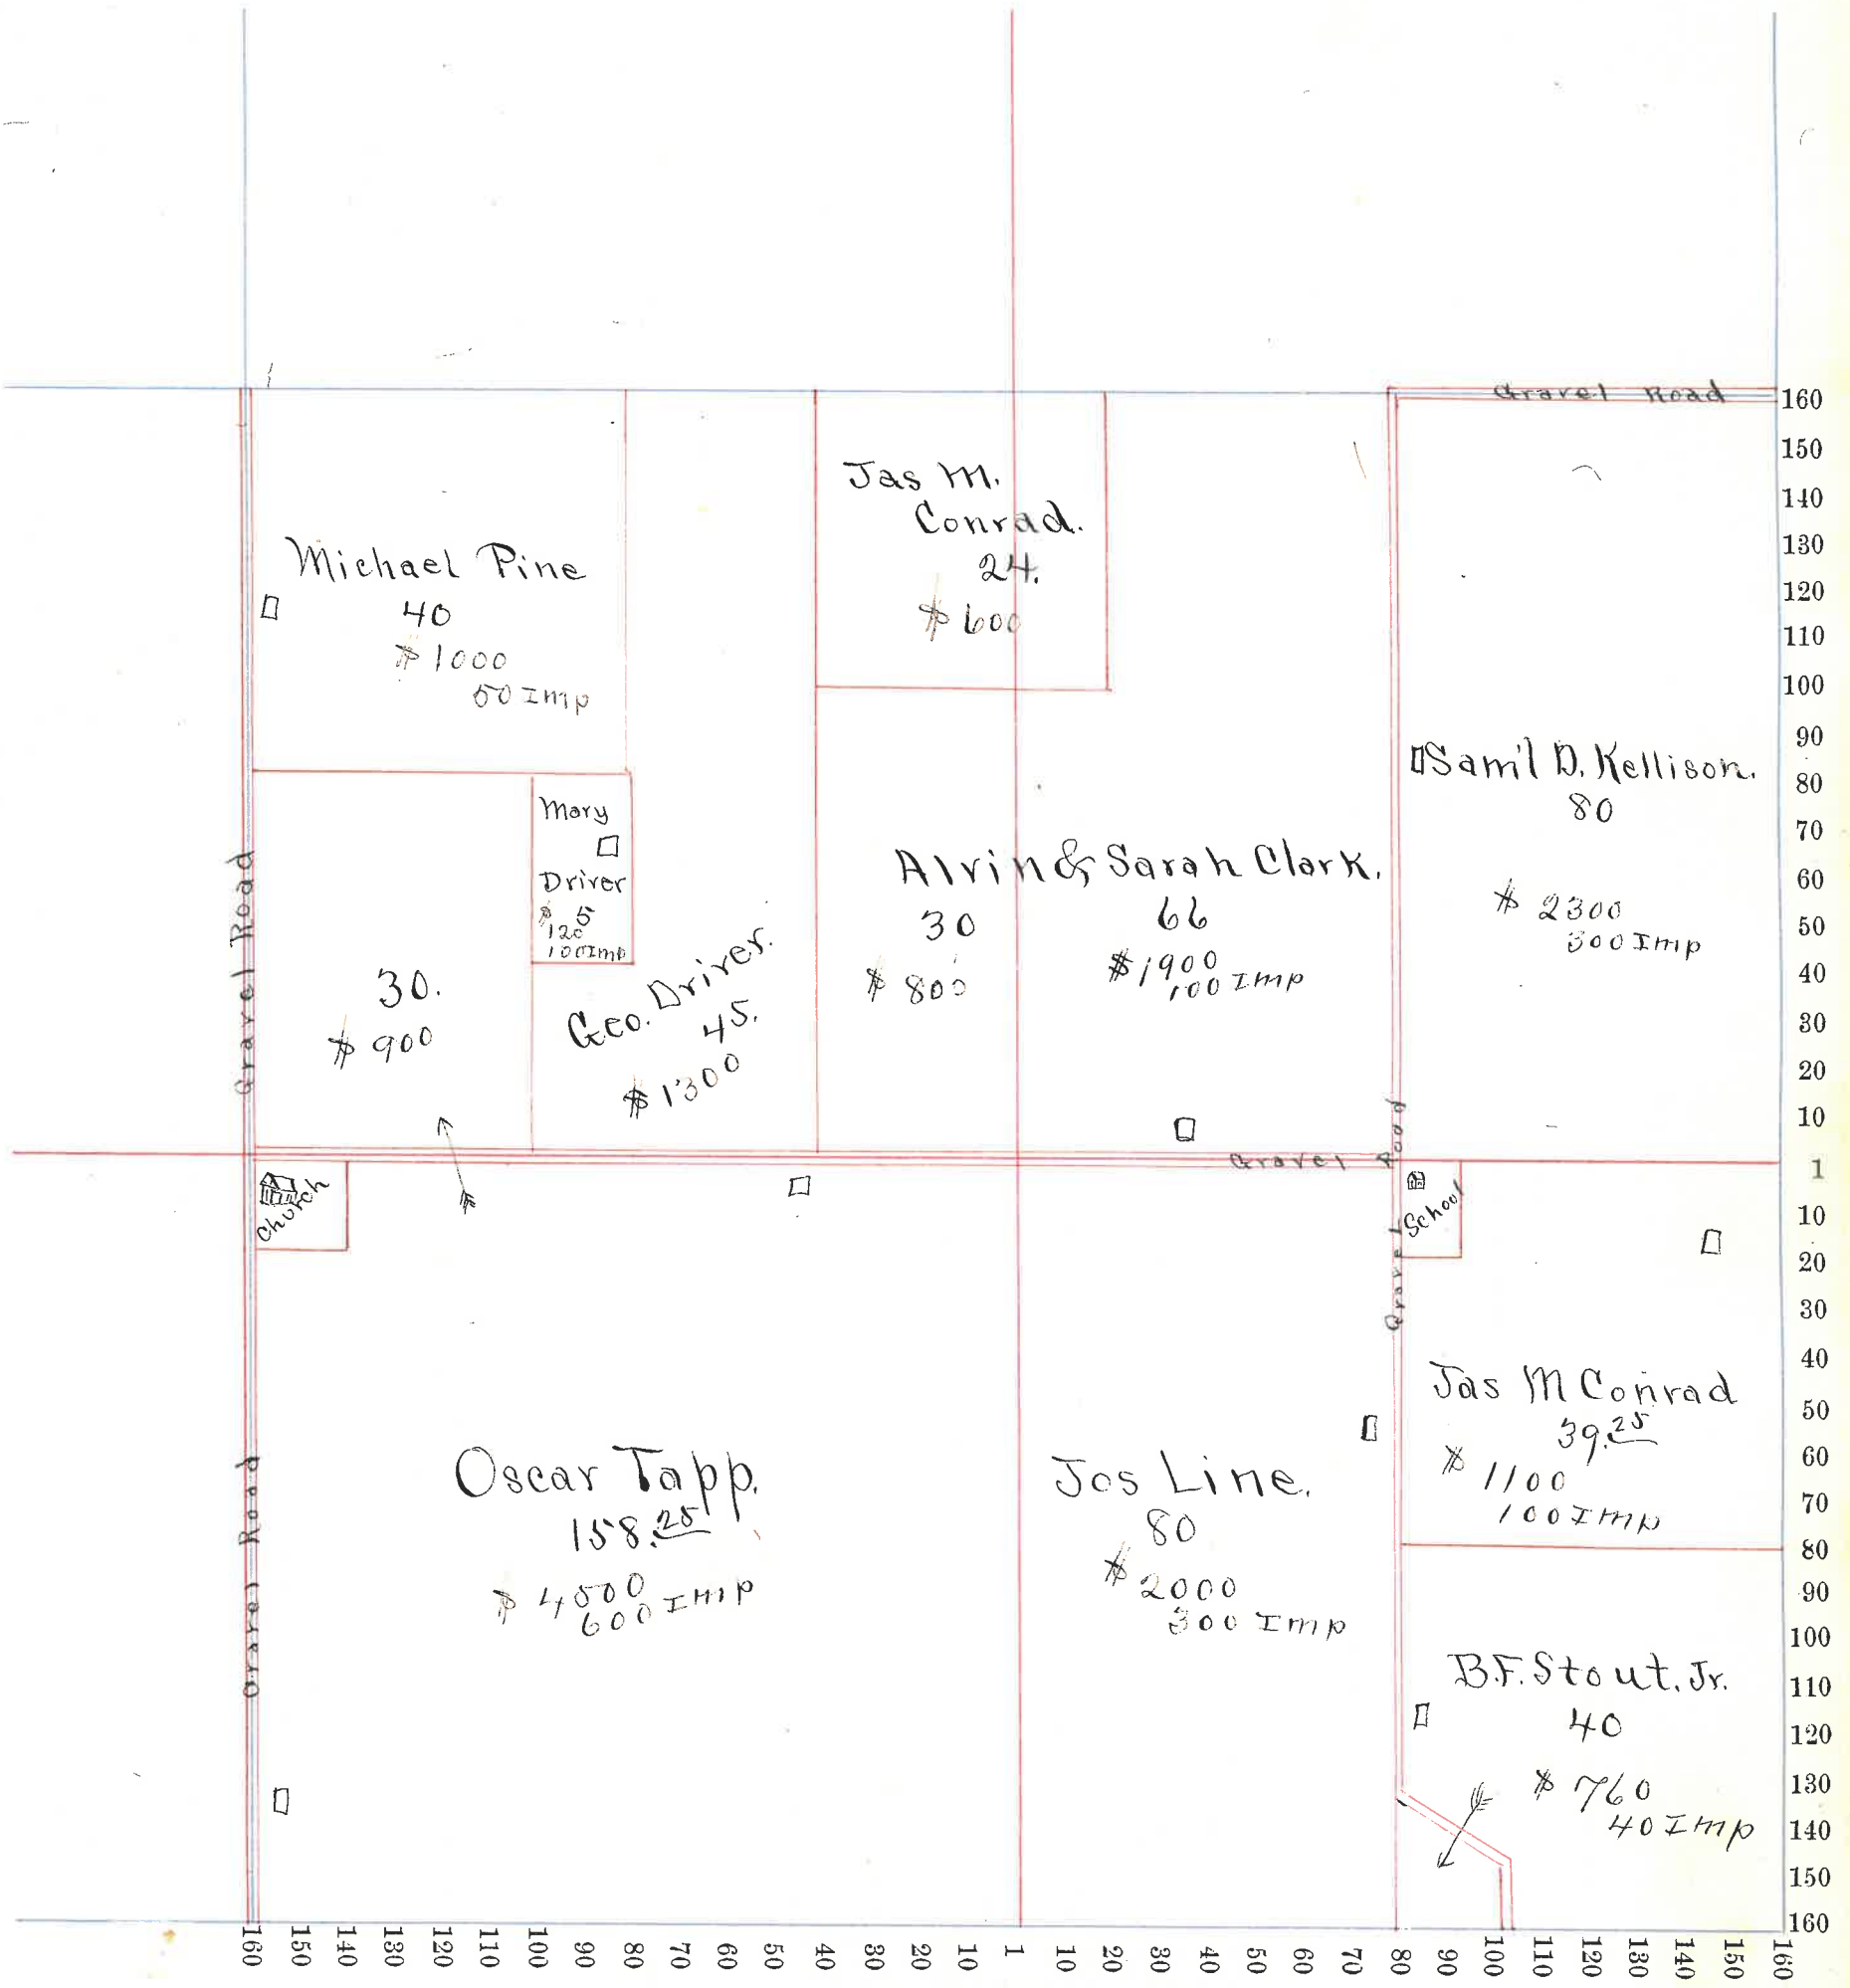 Gravel Road
Jas M.
Conrad.
24.
$600
Michael Pine
40
$1000
50 Imp
Sam'l D. Kellison.
80
$2300
300 Imp
Mary
Driver
$ 5
120
100 Imp
Alvin & Sarah Clark.
30
$800
66
$1900
100 Imp
Geo. Driver.
45.
$1300
30.
$900
Gravel Road
Gravel Road
Church
School
Gravel
Jas M Conrad
39.25
$1100
100 Imp
Oscar Tapp.
158.25
$4500
600 Imp
Jos Line.
80
$2000
300 Imp
Gravel Road
B.F. Stout. Jr.
40
$760
40 Imp
160
150
140
130
120
110
100
90
80
70
60
50
40
30
20
10
1
10
20
30
40
50
60
70
80
90
100
110
120
130
140
150
160
160 150 140 130 120 110 100 90 80 70 60 50 40 30 20 10 1 10 20 30 40 50 60 70 80 90 100 110 120 130 140 150 160